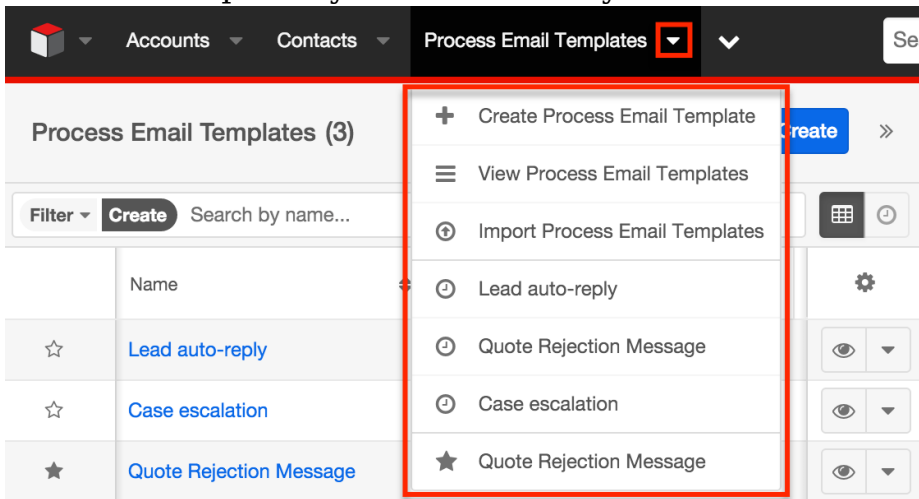 Accounts Contacts Process Email Templates Se
Process Email Templates (3)
Create Process Email Template
View Process Email Templates
Import Process Email Templates
Lead auto-reply
Quote Rejection Message
Case escalation
Quote Rejection Message
reate
Filter Create Search by name...
Name
Lead auto-reply
Case escalation
Quote Rejection Message